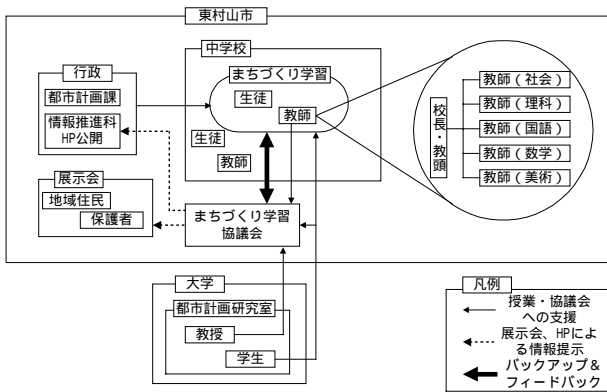 東村山市
中学校
まちづくり学習
生徒
教師
生徒
教師
行政
都市計画課
情報推進科
HP公開
展示会
地域住民
保護者
まちづくり学習
協議会
校長・教頭
教師(社会)
教師(理科)
教師(国語)
教師(数学)
教師(美術)
大学
都市計画研究室
教授
学生
凡例
授業・協議会
への支援
展示会、HPによ
る情報提示
バックアップ&
フィードバック